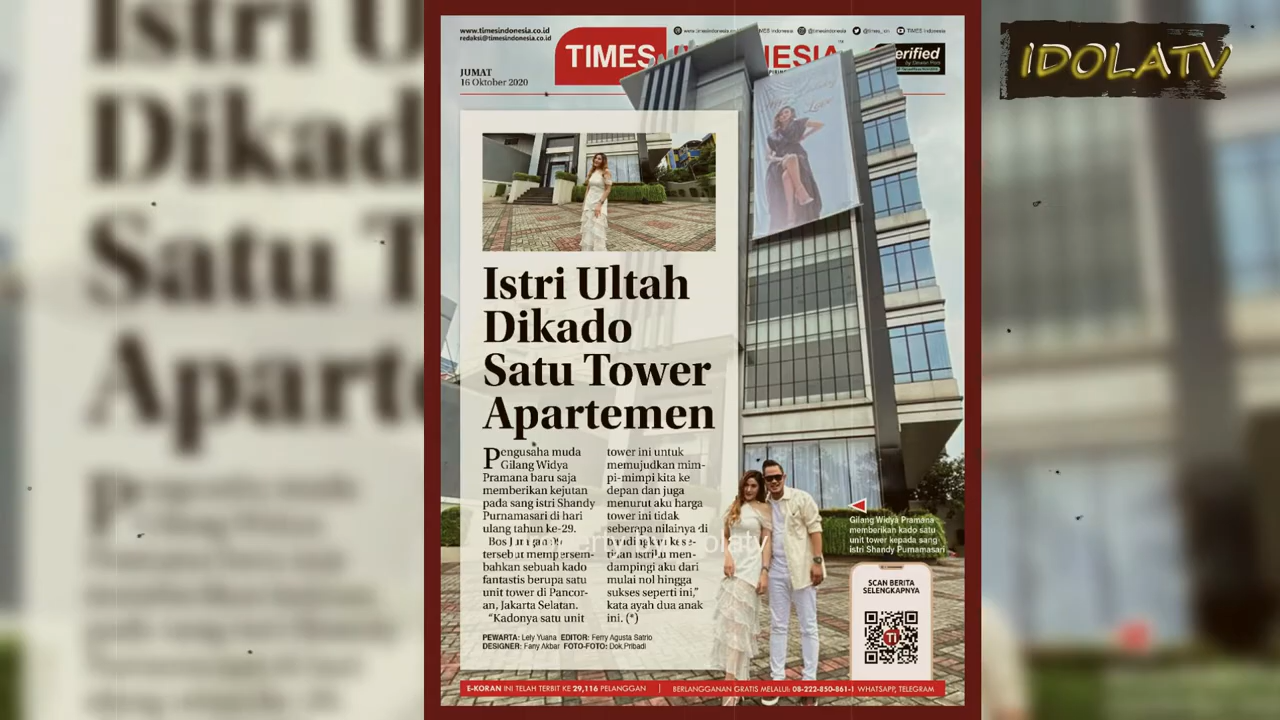 IDOLATV
www.timesindonesia.co.id
redaksi@timesindonesia.co.id
JUMAT
16 Oktober 2020
TIMES
TIMES Indonesia
Verified
Istri Ultah
Dikado
Satu Tower
Apartemen
Pengusaha muda
Gilang Widya
Pramana baru saja
memberikan kejutan
pada sang istri Shandy
Purnamasari di hari
ulang tahun ke-29.
tersebut mempersem-
bahkan sebuah kado
fantastis berupa satu
unit tower di Pancor-
an, Jakarta Selatan.
"Kadonya satu unit
tower ini untuk
memujudkan mim-
pi-mimpi kita ke
depan dan juga
menurut aku harga
tower ini tidak
seberapa nilainya di
dampingi aku dari
mulai nol hingga
sukses seperti ini,"
kata ayah dua anak
ini. (*)
PEWARTA: Lely Yuana EDITOR: Ferry Agusta Satrio
DESIGNER: Fany Akbar FOTO-FOTO: Dok.Pribadi
Gilang Widya Pramana
memberikan kado satu
unit tower kepada sang
istri Shandy Purnamasari
SCAN BERITA
SELENGKAPNYA
TI
E-KORAN INI TELAH TERBIT KE 29,116 PELANGGAN | BERLANGGANAN GRATIS MELALUI: 08-222-850-861-1 WHATSAPP, TELEGRAM